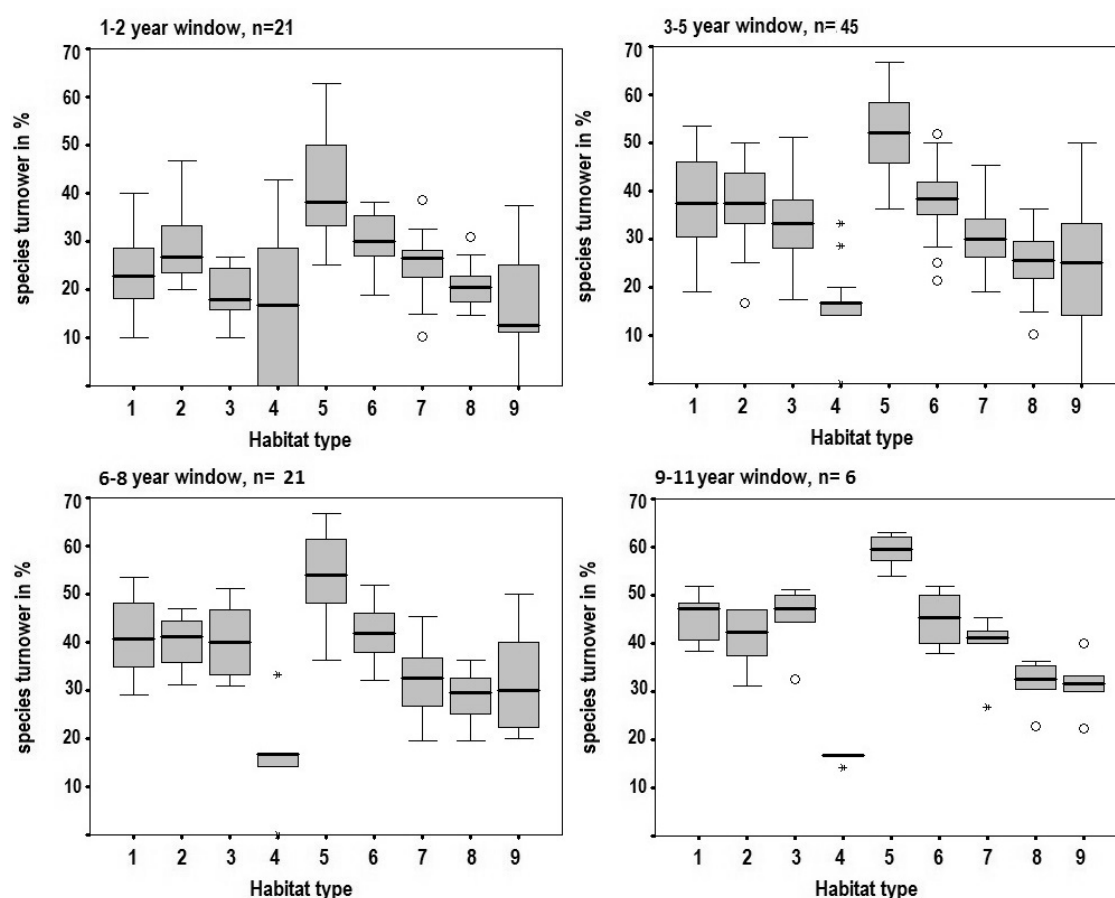 1-2 year window, n=21
species turnower in %
70
60
50
40
30
20
10
1 2 3 4 5 6 7 8 9
Habitat type
3-5 year window, n= 45
species turnower in %
70
60
50
40
30
20
10
1 2 3 4 5 6 7 8 9
Habitat type
6-8 year window, n= 21
species turnower in %
70
60
50
40
30
20
10
1 2 3 4 5 6 7 8 9
Habitat type
9-11 year window, n= 6
species turnower in %
70
60
50
40
30
20
10
1 2 3 4 5 6 7 8 9
Habitat type